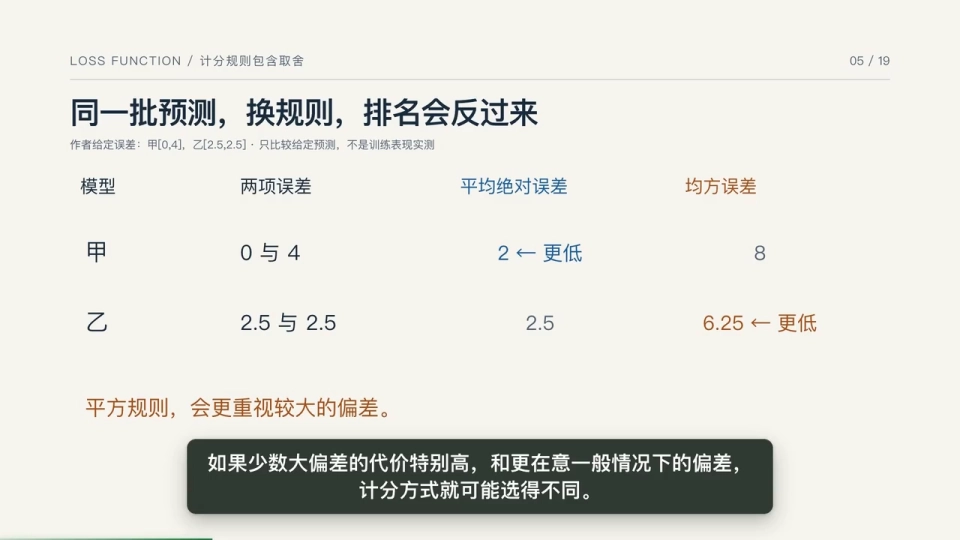 LOSS FUNCTION / 计分规则包含取舍
05 / 19
同一批预测，换规则，排名会反过来
作者给定误差：甲[0,4]，乙[2.5,2.5] · 只比较给定预测，不是训练表现实测
模型 两项误差 平均绝对误差 均方误差
甲 0 与 4 2 ← 更低 8
乙 2.5 与 2.5 2.5 6.25 ← 更低
平方规则，会更重视较大的偏差。
如果少数大偏差的代价特别高，和更在意一般情况下的偏差，
计分方式就可能选得不同。